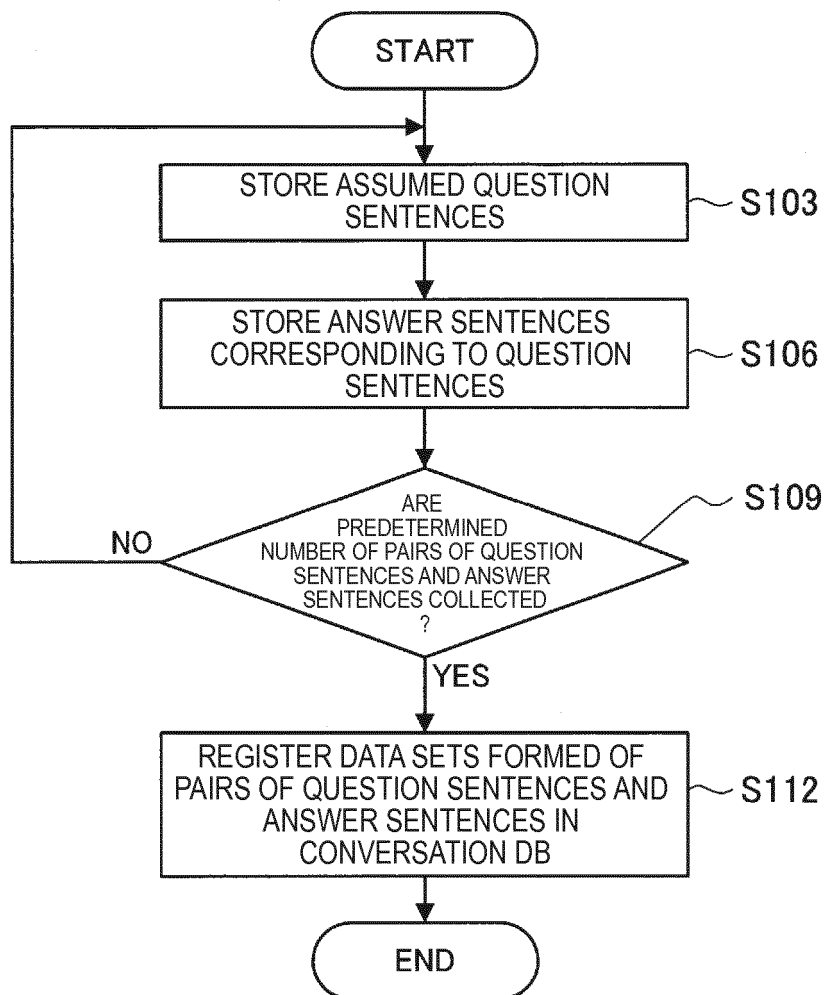 START
STORE ASSUMED QUESTION
SENTENCES
S103
STORE ANSWER SENTENCES
CORRESPONDING TO QUESTION
SENTENCES
S106
ARE
PREDETERMINED
NUMBER OF PAIRS OF QUESTION
SENTENCES AND ANSWER
SENTENCES COLLECTED
?
S109
NO
YES
REGISTER DATA SETS FORMED OF
PAIRS OF QUESTION SENTENCES AND
ANSWER SENTENCES IN
CONVERSATION DB
S112
END